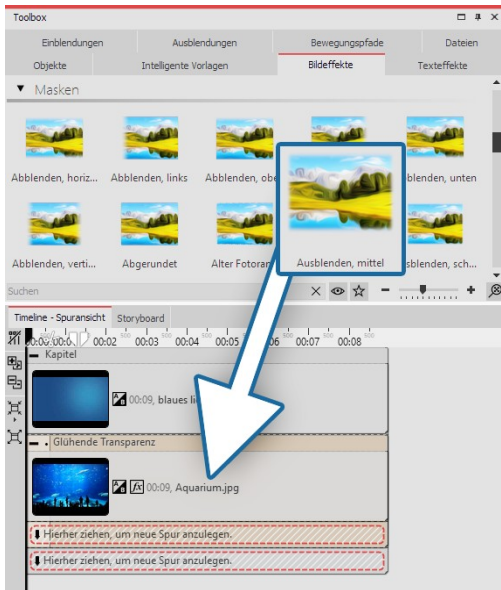 Toolbox
Einblendungen Ausblendungen Bewegungspfade Dateien
Objekte Intelligente Vorlagen Bildeffekte Texteffekte
Masken
Abblenden, horiz... Abblenden, links Abblenden, obe blenden, unten
Abblenden, verti... Abgerundet Alter Fotoran Ausblenden, mittel sblenden, sch...
Suchen
Timeline - Spuransicht Storyboard
00:02 00:03 00:04 00:05 06 00:07 00:08
Kapitel
00:09, blaues li
Glühende Transparenz
fx 00:09, Aquarium.jpg
Hierher ziehen, um neue Spur anzulegen.
Hierher ziehen, um neue Spur anzulegen.